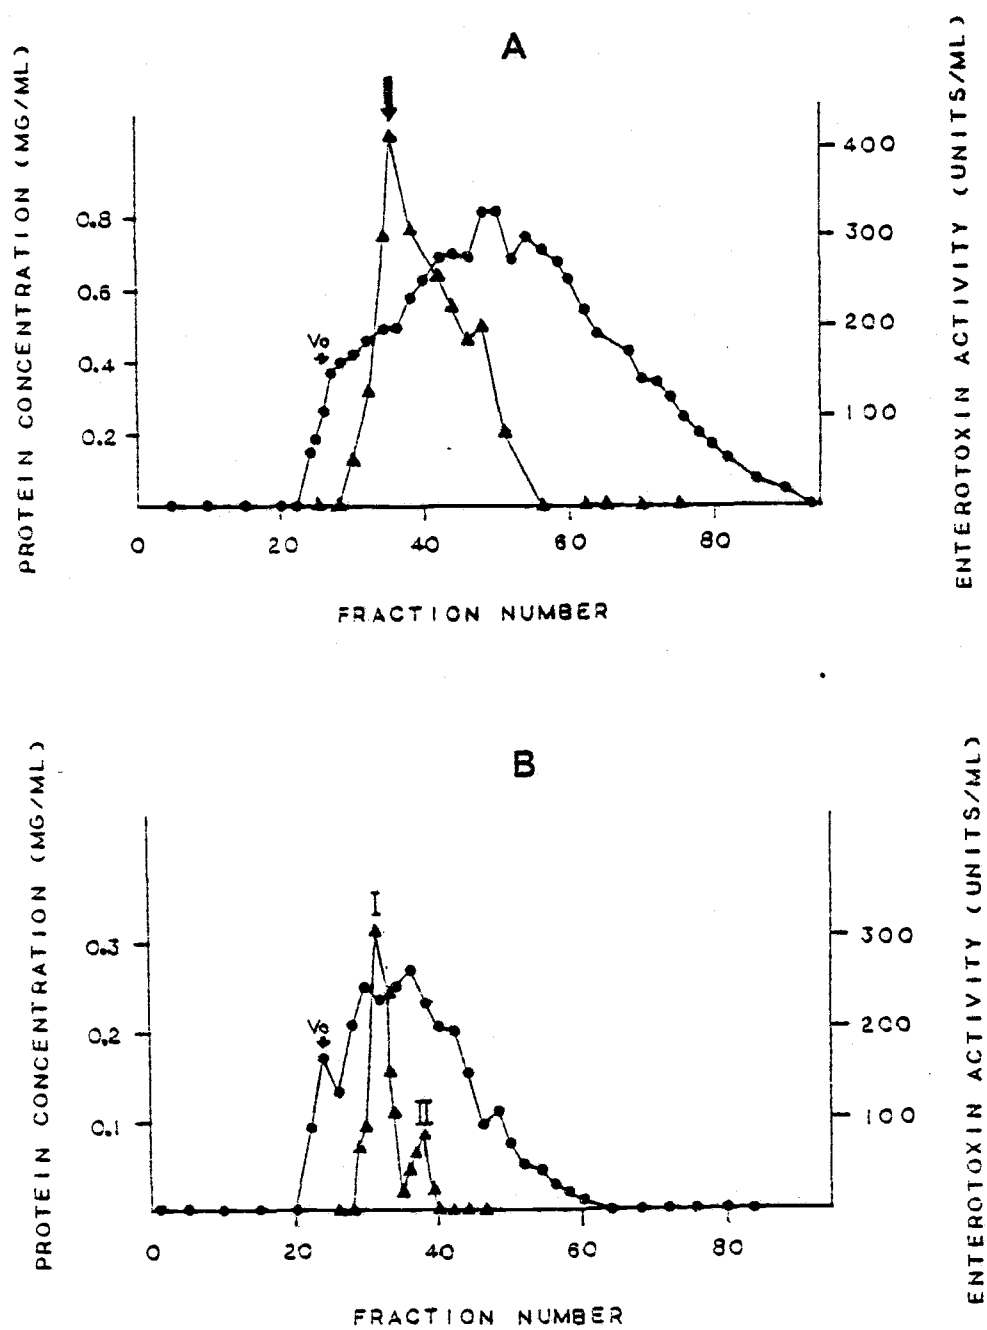 A
PROTEIN CONCENTRATION (MG/ML)
ENTEROTOXIN ACTIVITY (UNITS/ML)
0.8
0.6
0.4
0.2
400
300
200
100
Vo
0 20 40 60 80
FRACTION NUMBER
B
PROTEIN CONCENTRATION (MG/ML)
ENTEROTOXIN ACTIVITY (UNITS/ML)
0.3
0.2
0.1
300
200
100
I
Vo
II
0 20 40 60 80
FRACTION NUMBER